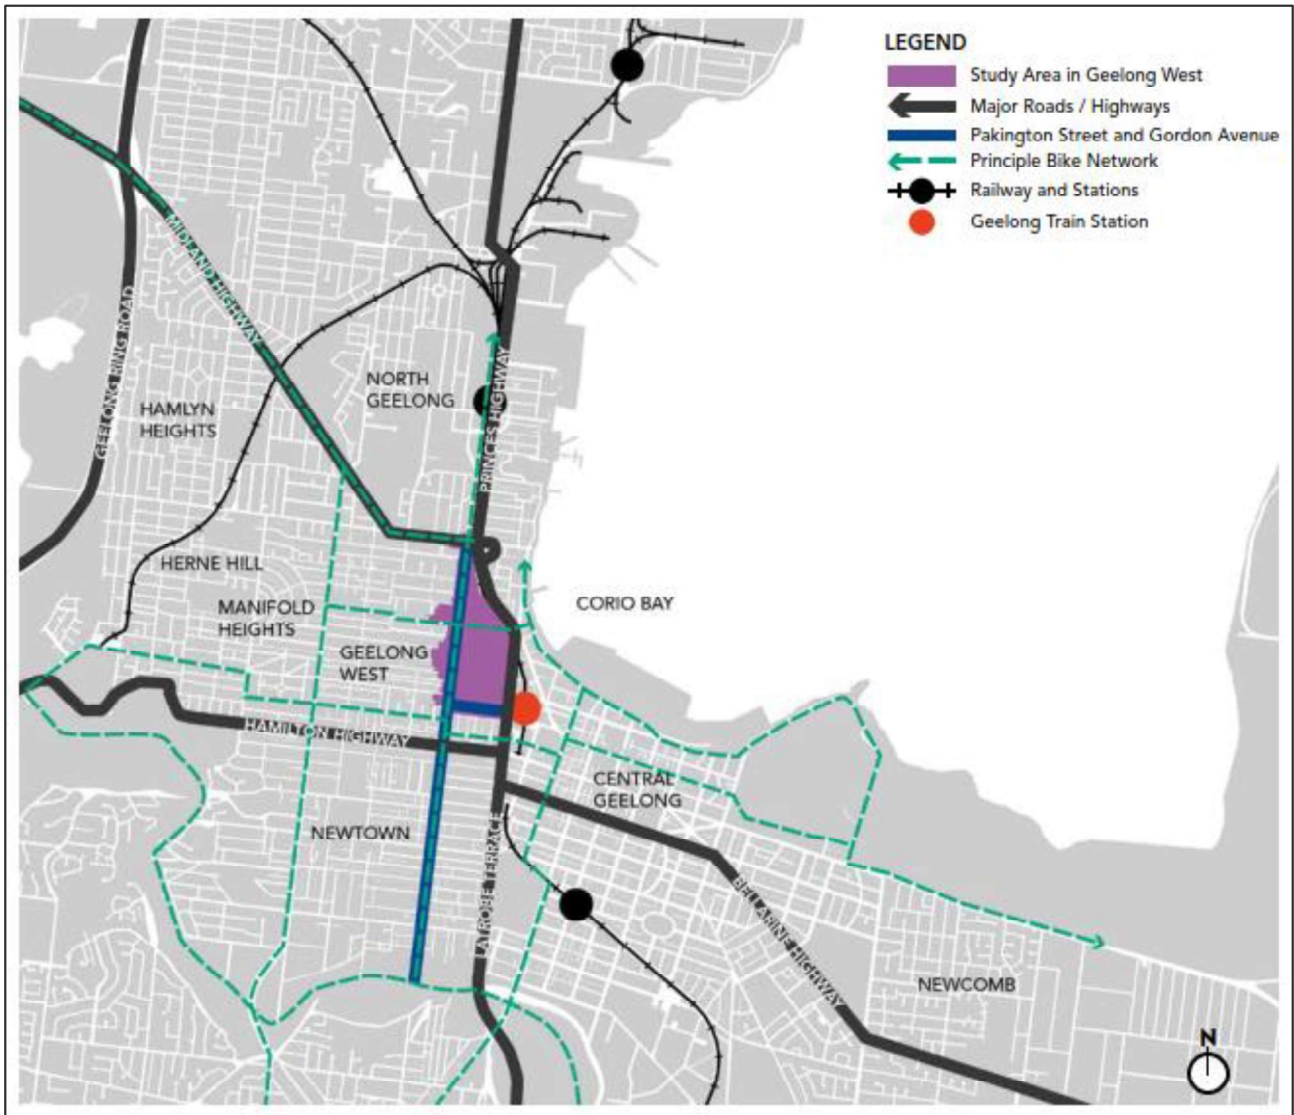 LEGEND
Study Area in Geelong West
Major Roads / Highways
Pakington Street and Gordon Avenue
Principle Bike Network
Railway and Stations
Geelong Train Station
MIDLAND HIGHWAY
GEELONG RING ROAD
PRINCES HIGHWAY
NORTH
GEELONG
HAMLYN
HEIGHTS
HERNE HILL
MANIFOLD
HEIGHTS
CORIO BAY
GEELONG
WEST
HAMILTON HIGHWAY
CENTRAL
GEELONG
NEWTOWN
LATROBE TERRACE
BELLARINE HIGHWAY
NEWCOMB
N